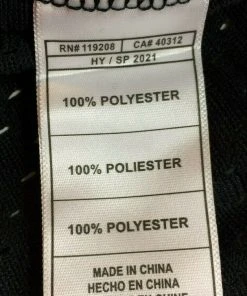 RN# 119208 CA# 40312
HY / SP 2021
100% POLYESTER
100% POLIESTER
100% POLYESTER
MADE IN CHINA
HECHO EN CHINA